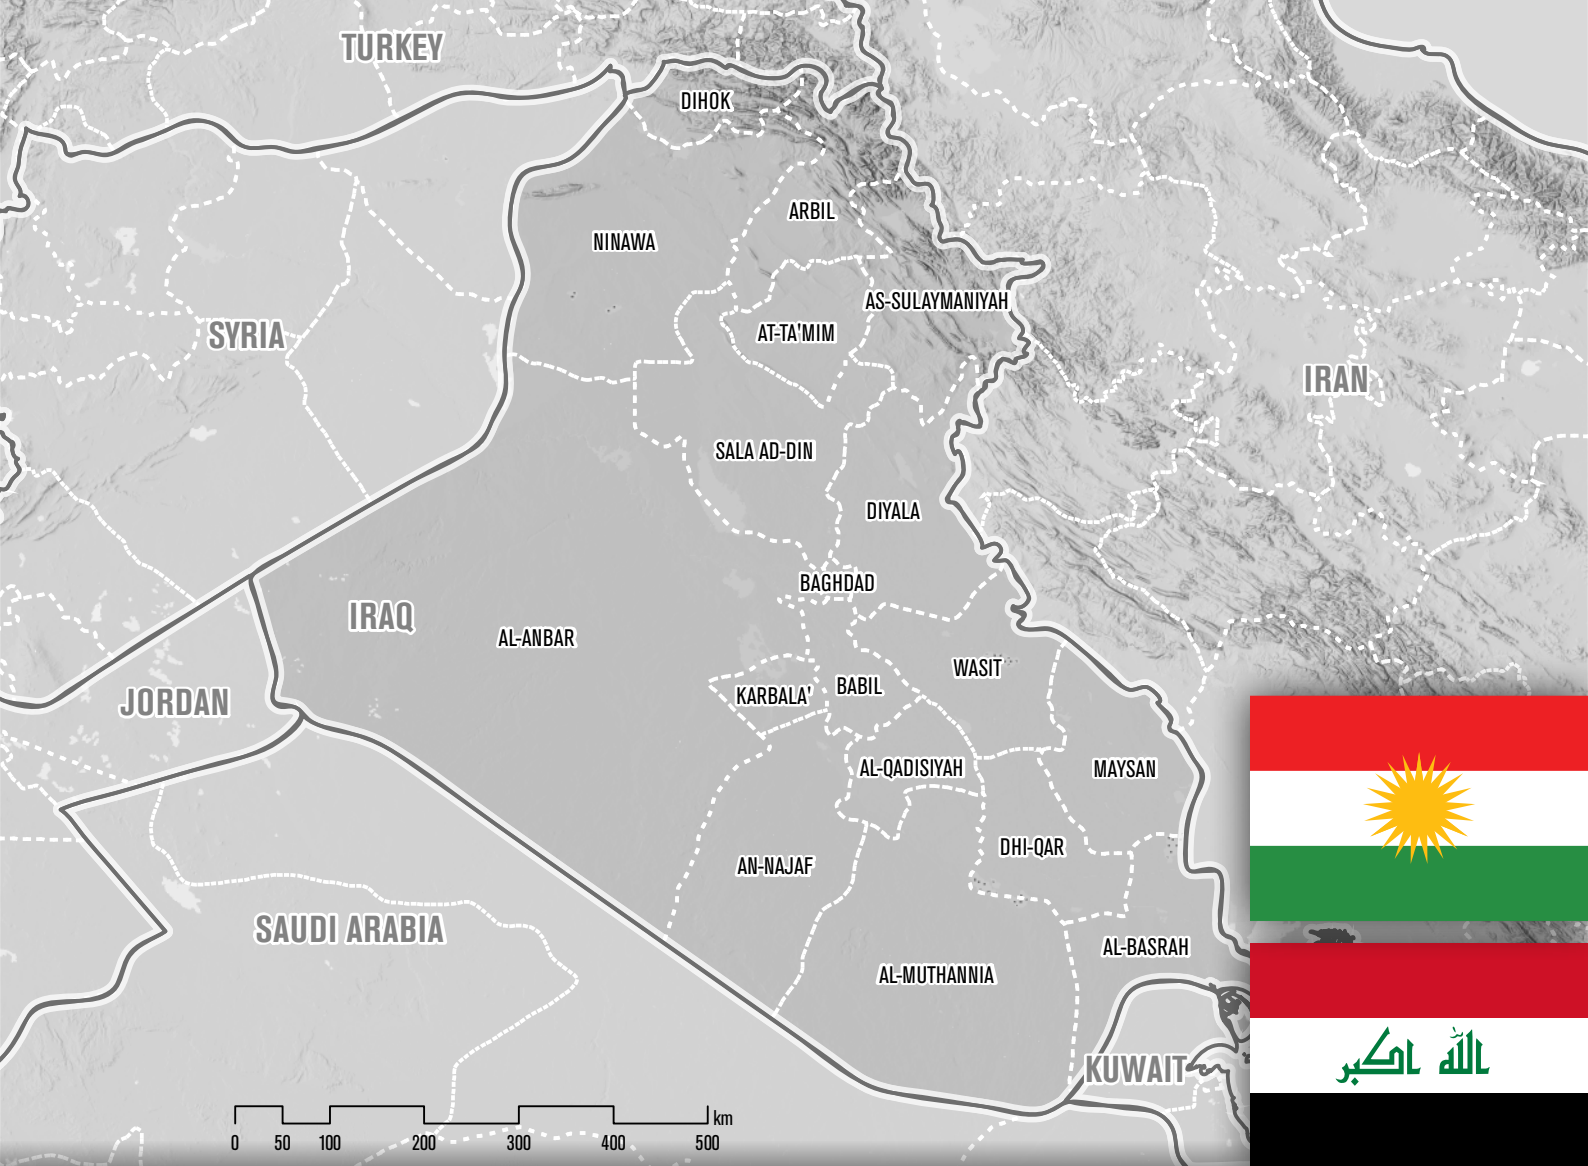 TURKEY
DIHOK
ARBIL
NINAWA
AS-SULAYMANIYAH
AT-TA'MIM
SYRIA
IRAN
SALA AD-DIN
DIYALA
BAGHDAD
IRAQ
AL-ANBAR
WASIT
BABIL
KARBALA'
JORDAN
AL-QADISIYAH
MAYSAN
DHI-QAR
AN-NAJAF
SAUDI ARABIA
AL-BASRAH
AL-MUTHANNIA
KUWAIT
الله اكبر
km
0 50 100 200 300 400 500